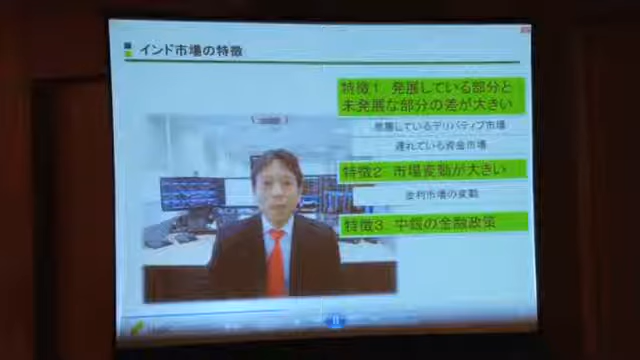 インド市場の特徴
特徴1 発展している部分と
未発展な部分の差が大きい
発展しているデリバティブ市場
遅れている資金市場
特徴2 市場変動が大きい
金利市場の変動
特徴3 中銀の金融政策